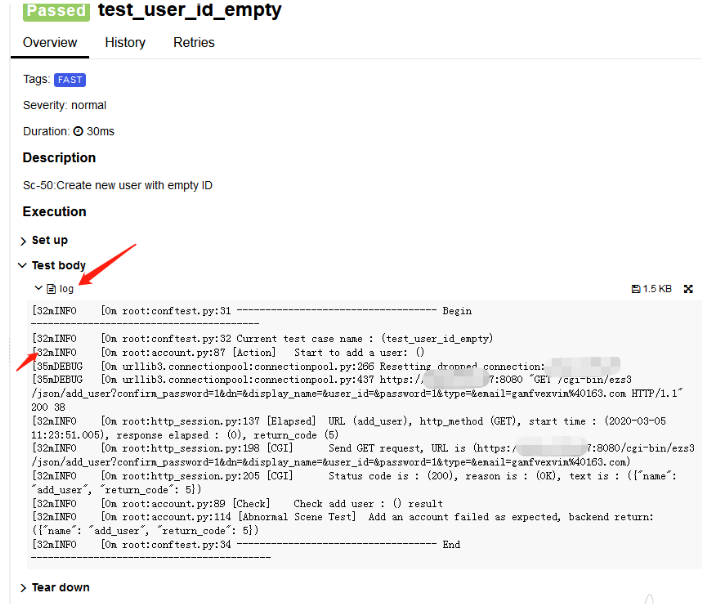 Passed test_user_id_empty
Overview History Retries
Tags: FAST
Severity: normal
Duration: 30ms
Description
Sc-50:Create new user with empty ID
Execution
Set up
Test body
log 1.5 KB
[32mINFO [0m root:conftest.py:31 ----------------------------------- Begin
----------------------------------------
[32mINFO [0m root:conftest.py:32 Current test case name : (test_user_id_empty)
[32mINFO [0m root:account.py:87 [Action] Start to add a user: ()
[35mDEBUG [0m urllib3.connectionpool:connectionpool.py:266 Resetting dropped connection:
[35mDEBUG [0m urllib3.connectionpool:connectionpool.py:437 https:/ 7:8080 "GET /cgi-bin/ezs3
/json/add_user?confirm_password=1&dn=&display_name=&user_id=&password=1&type=&email=gamfvexvim%40163.com HTTP/1.1"
200 38
[32mINFO [0m root:http_session.py:137 [Elapsed] URL (add_user), http_method (GET), start time : (2020-03-05
11:23:51.005), response elapsed : (0), return_code (5)
[32mINFO [0m root:http_session.py:198 [CGI] Send GET request, URL is (https:/ 7:8080/cgi-bin/ezs3
/json/add_user?confirm_password=1&dn=&display_name=&user_id=&password=1&type=&email=gamfvexvim%40163.com)
[32mINFO [0m root:http_session.py:205 [CGI] Status code is : (200), reason is : (OK), text is : ({"name":
"add_user", "return_code": 5})
[32mINFO [0m root:account.py:89 [Check] Check add user : () result
[32mINFO [0m root:account.py:114 [Abnormal Scene Test] Add an account failed as expected, backend return:
({"name": "add_user", "return_code": 5})
[32mINFO [0m root:conftest.py:34 ----------------------------------- End
------------------------------------------
Tear down